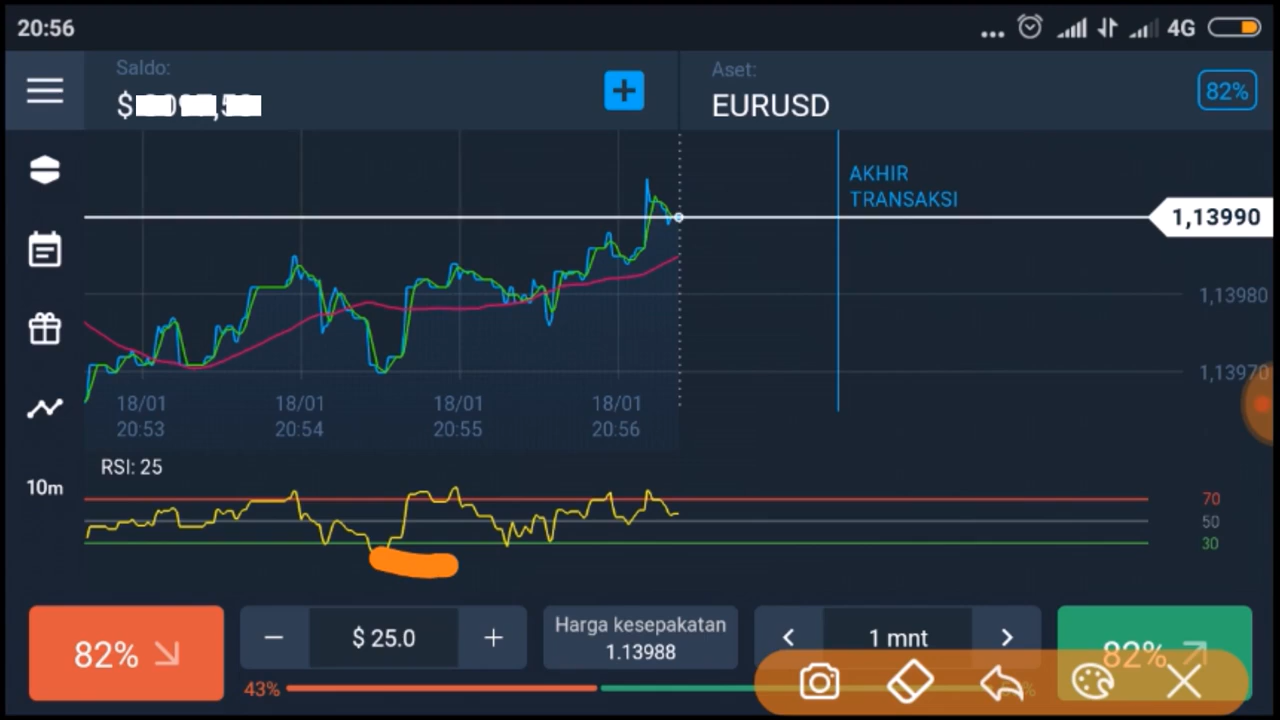 20:56
... 4G
Saldo:
$
Aset:
EURUSD
82%
AKHIR
TRANSAKSI
1,13990
1,13980
1,13970
18/01
20:53
18/01
20:54
18/01
20:55
18/01
20:56
RSI: 25
10m
70
50
30
82%
$ 25.0
Harga kesepakatan
1.13988
1 mnt
82%
43%